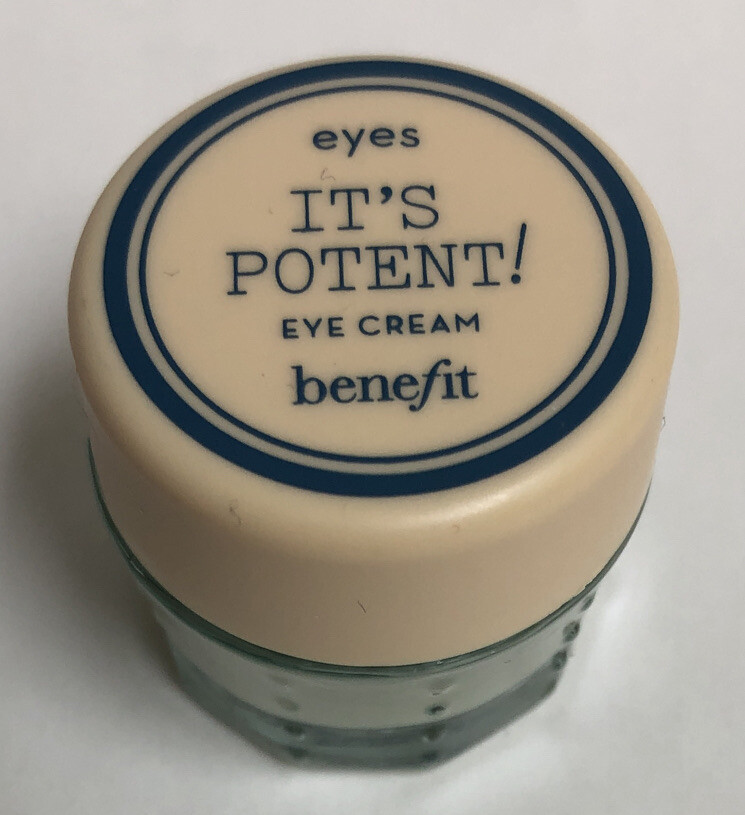 eyes
IT'S
POTENT!
EYE CREAM
benefit